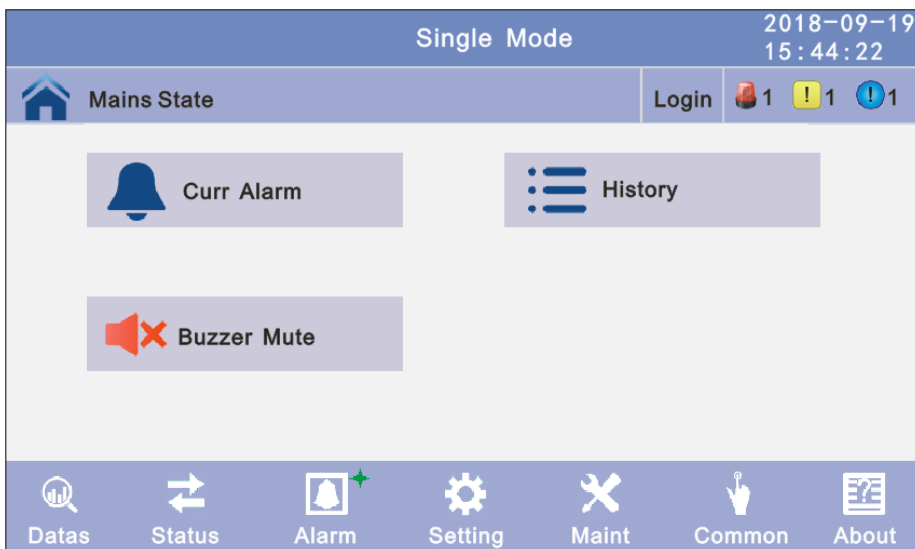 Single Mode
2018-09-19
15:44:22
Mains State
Login
1
! 1
! 1
Curr Alarm
History
Buzzer Mute
Datas
Status
Alarm
Setting
Maint
Common
? About